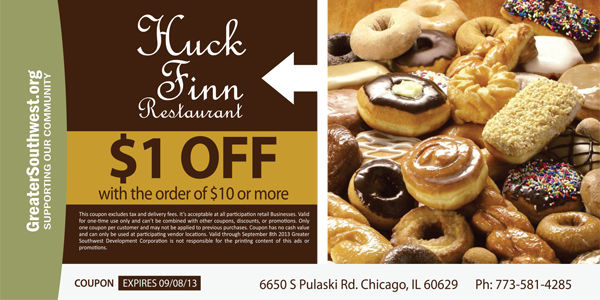 GreaterSouthwest.org
SUPPORTING OUR COMMUNITY
Huck
Finn
Restaurant
$1 OFF
with the order of $10 or more
This coupon excludes tax and delivery fees. It's acceptable at all participation retail Businesses. Valid
for one-time use only and can't be combined with other coupons, discounts, or promotions. Only
one coupon per customer and may not be applied to previous purchases. Coupon has no cash value
and can only be used at participating vendor locations. Valid through September 8th 2013 Greater
Southwest Development Corporation is not responsible for the printing content of this ads or
promotions.
COUPON EXPIRES 09/08/13
6650 S Pulaski Rd. Chicago, IL 60629 Ph: 773-581-4285